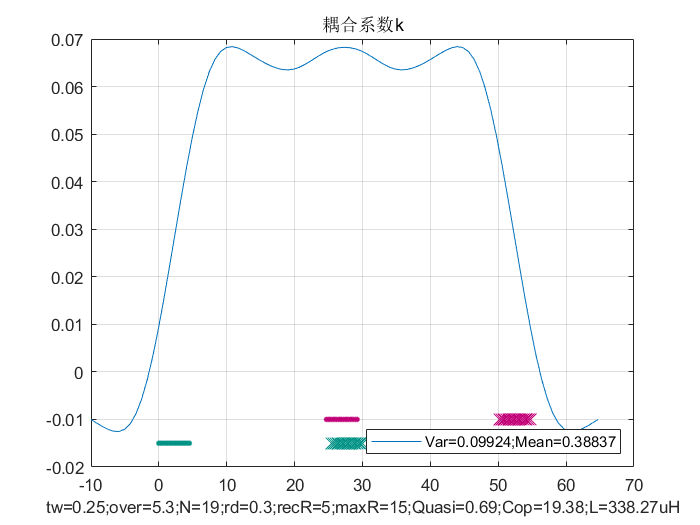 耦合系数k
0.07
0.06
0.05
0.04
0.03
0.02
0.01
0
-0.01
-0.02
Var=0.09924;Mean=0.38837
-10 0 10 20 30 40 50 60 70
tw=0.25;over=5.3;N=19;rd=0.3;recR=5;maxR=15;Quasi=0.69;Cop=19.38;L=338.27uH